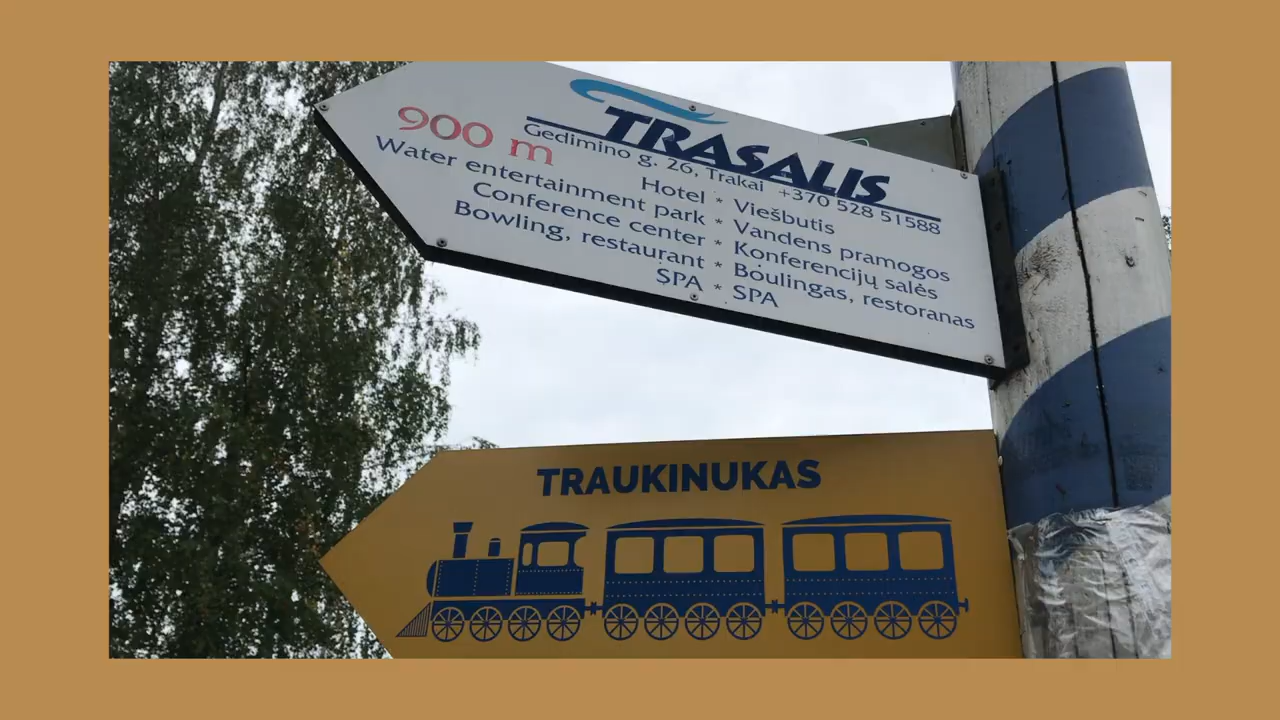 TRASALIS
900 m
Gedimino g. 26, Trakai +370 528 51588
Hotel * Viešbutis
Water entertainment park * Vandens pramogos
Conference center * Konferencijų salės
Bowling, restaurant * Boulingas, restoranas
SPA * SPA
TRAUKINUKAS